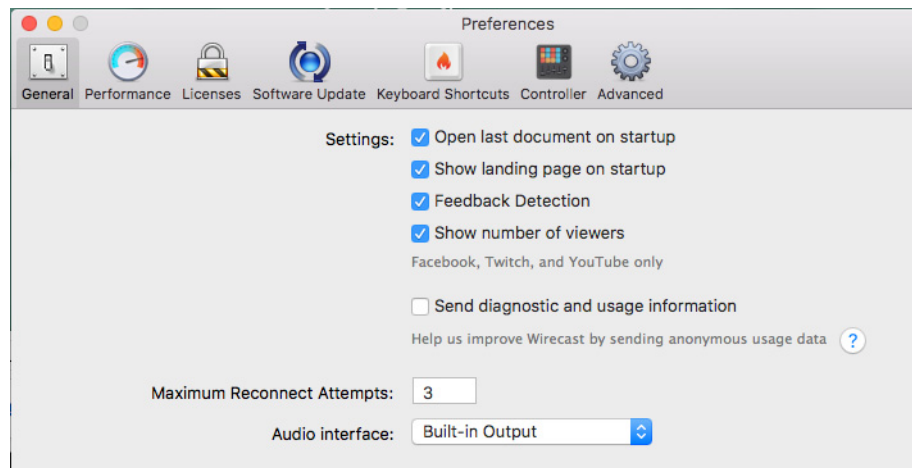 Preferences
General Performance Licenses Software Update Keyboard Shortcuts Controller Advanced
Settings: Open last document on startup
Show landing page on startup
Feedback Detection
Show number of viewers
Facebook, Twitch, and YouTube only
Send diagnostic and usage information
Help us improve Wirecast by sending anonymous usage data ?
Maximum Reconnect Attempts: 3
Audio interface: Built-in Output